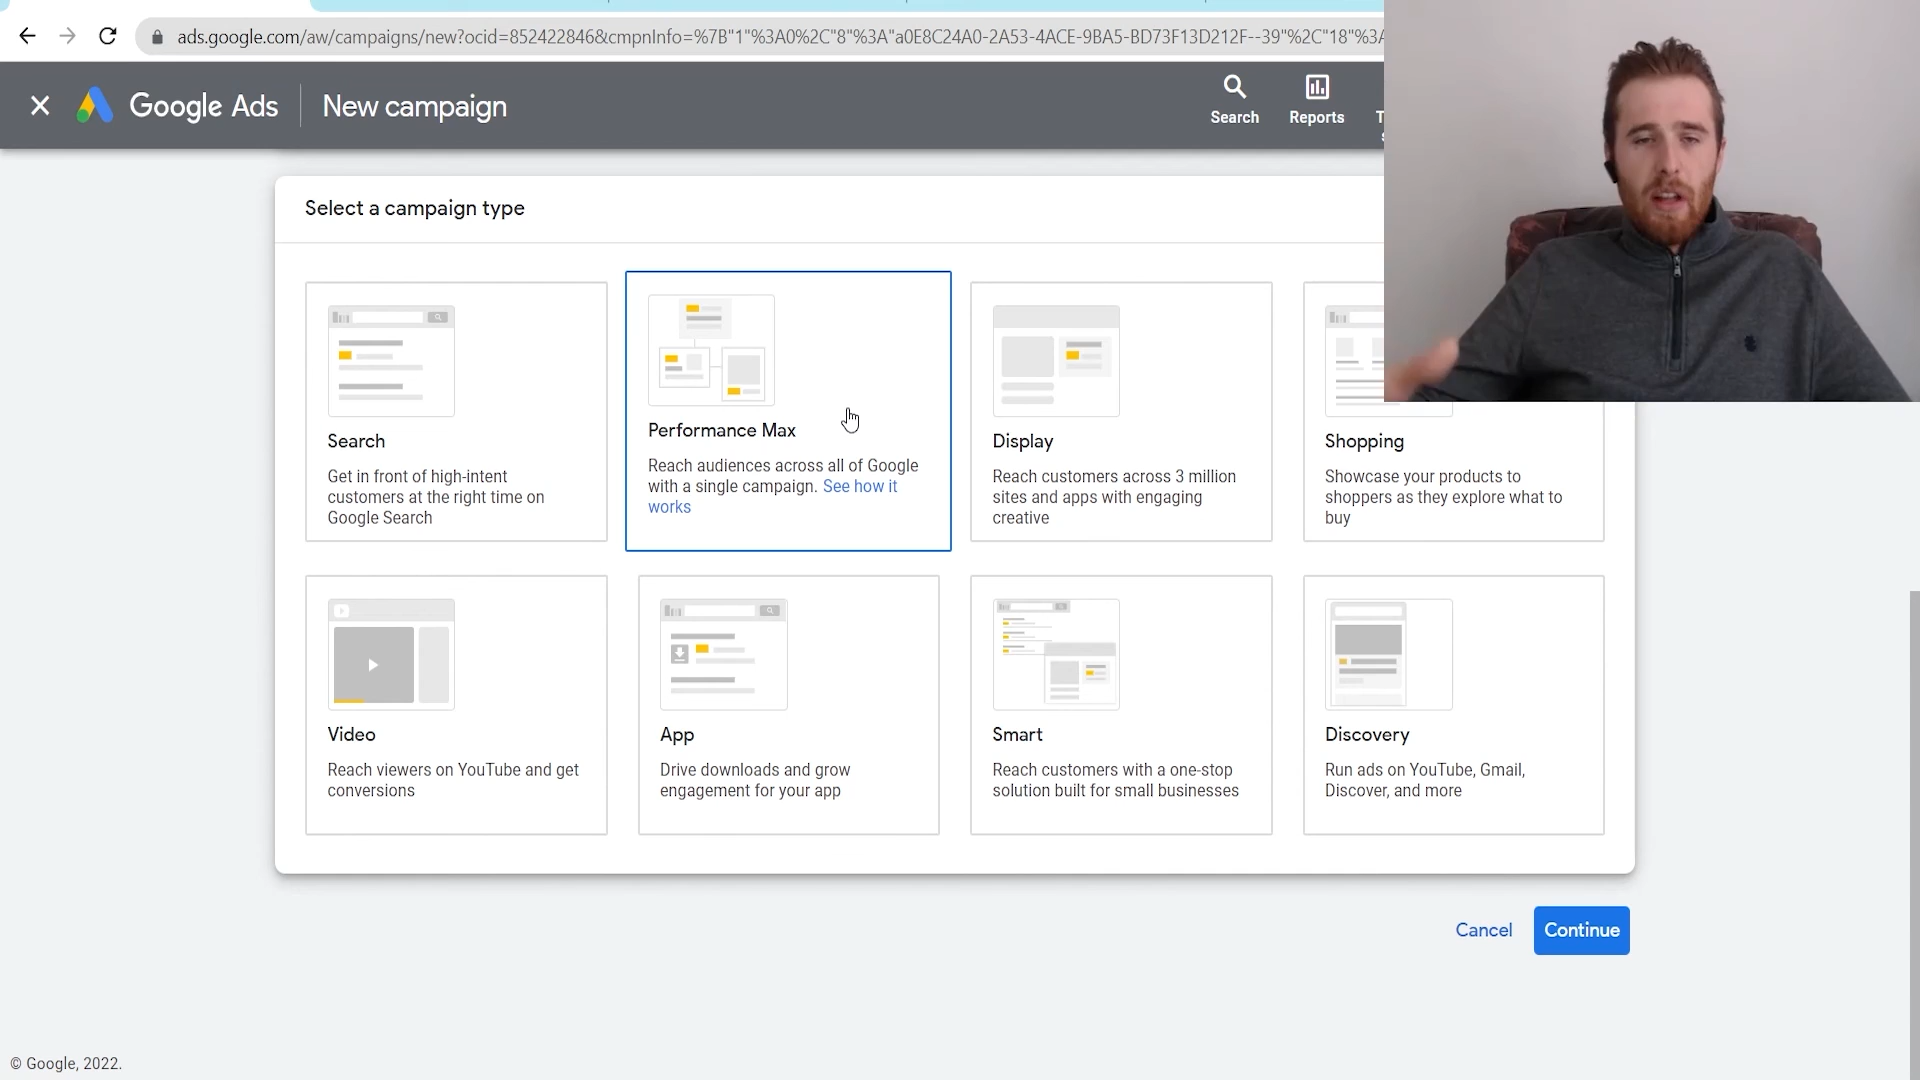 ads.google.com/aw/campaigns/new?ocid=852422846&cmpnInfo=%7B"1"%3A0%2C"8"%3A"a0E8C24A0-2A53-4ACE-9BA5-BD73F13D212F--39"%2C"18"%3A
Google Ads New campaign
Search Reports
Select a campaign type
Search
Get in front of high-intent
customers at the right time on
Google Search
Performance Max
Reach audiences across all of Google
with a single campaign. See how it
works
Display
Reach customers across 3 million
sites and apps with engaging
creative
Shopping
Showcase your products to
shoppers as they explore what to
buy
Video
Reach viewers on YouTube and get
conversions
App
Drive downloads and grow
engagement for your app
Smart
Reach customers with a one-stop
solution built for small businesses
Discovery
Run ads on YouTube, Gmail,
Discover, and more
Cancel Continue
© Google, 2022.